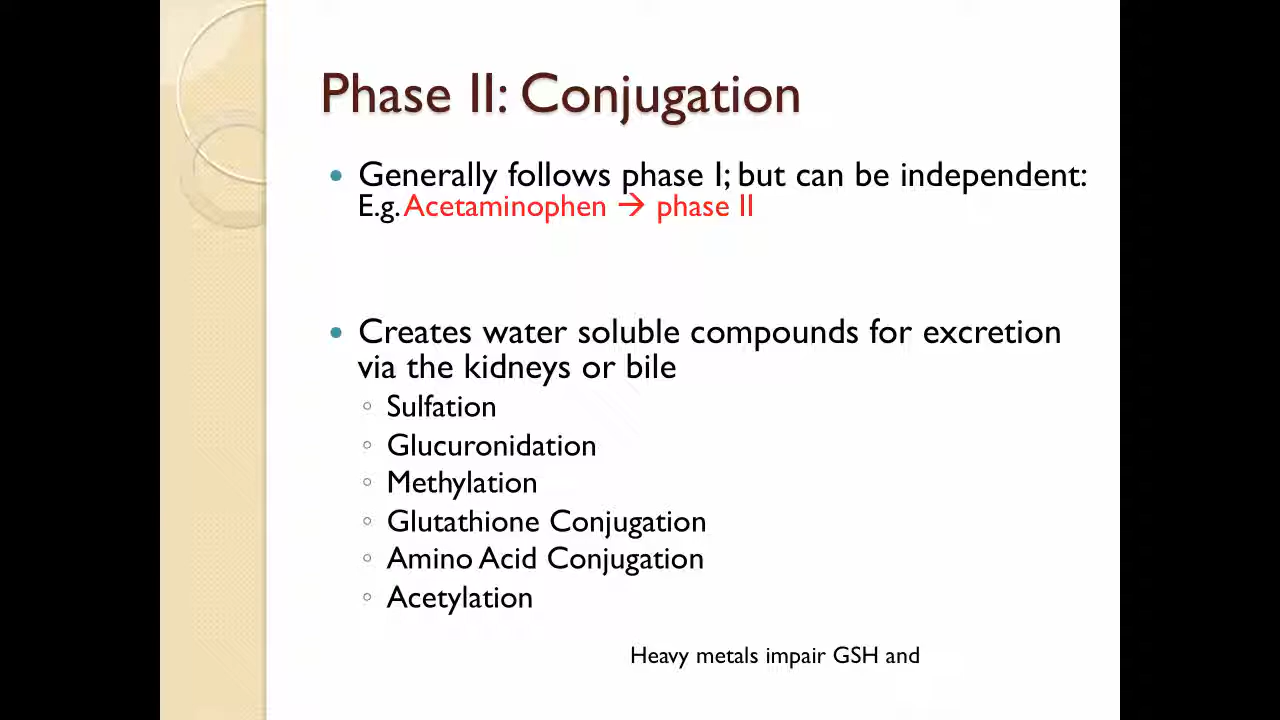 Phase II: Conjugation
• Generally follows phase I; but can be independent:
E.g. Acetaminophen → phase II
• Creates water soluble compounds for excretion
via the kidneys or bile
◦ Sulfation
◦ Glucuronidation
◦ Methylation
◦ Glutathione Conjugation
◦ Amino Acid Conjugation
◦ Acetylation
Heavy metals impair GSH and